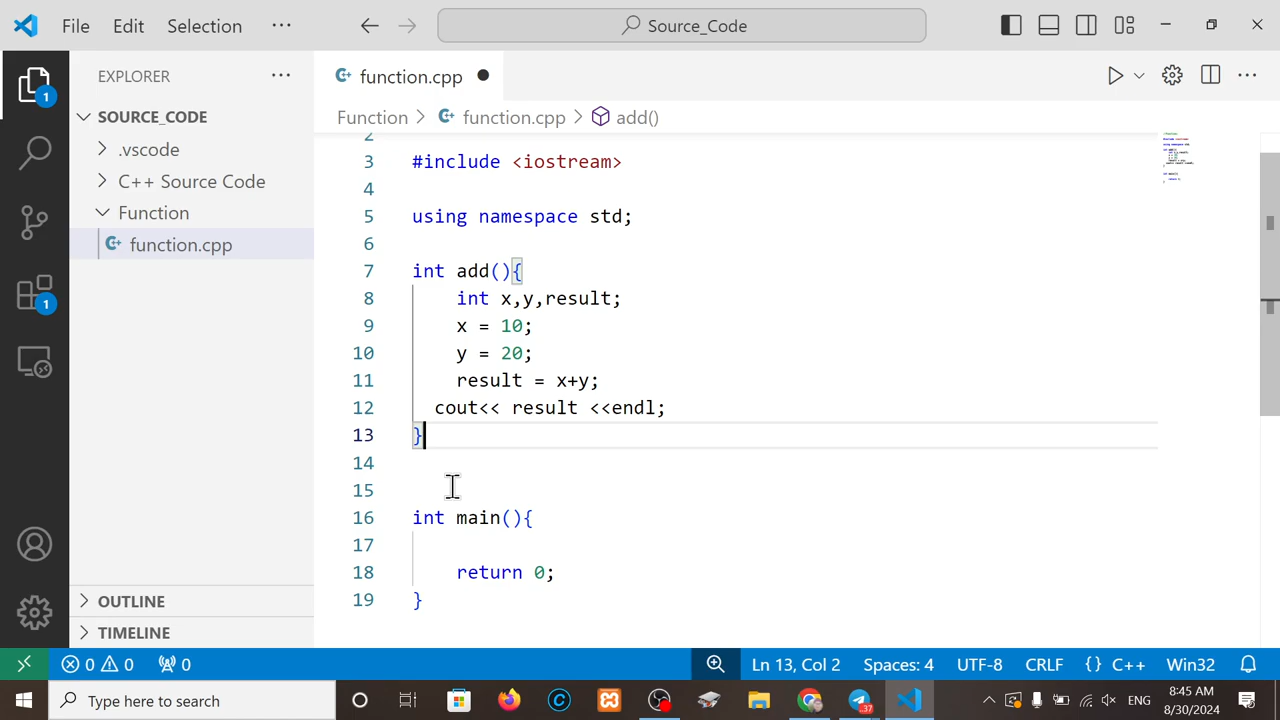 File Edit Selection ··· Source_Code
EXPLORER ···
function.cpp
Function > function.cpp > add()
SOURCE_CODE
.vscode
C++ Source Code
Function
function.cpp
1
1
2
3 #include <iostream>
4
5 using namespace std;
6
7 int add(){
8 int x,y,result;
9 x = 10;
10 y = 20;
11 result = x+y;
12 cout<< result <<endl;
13 }
14
15
16 int main(){
17
18 return 0;
19 }
OUTLINE
TIMELINE
0 0 0 Ln 13, Col 2 Spaces: 4 UTF-8 CRLF {} C++ Win32
Type here to search
37
ENG
8:45 AM
8/30/2024